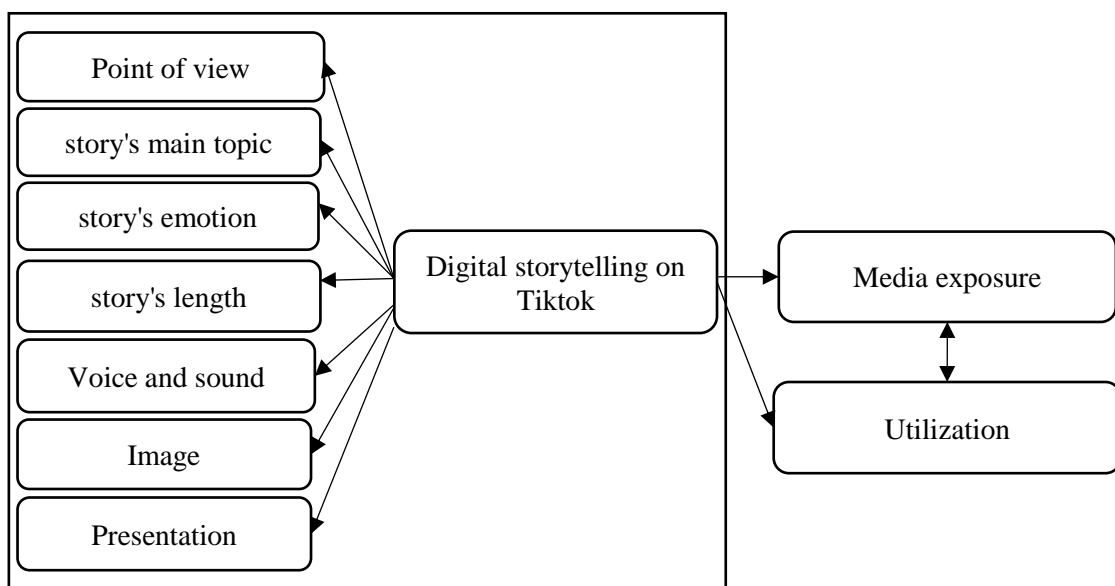 Point of view
story's main topic
story's emotion
story's length
Voice and sound
Image
Presentation
Digital storytelling on
Tiktok
Media exposure
Utilization